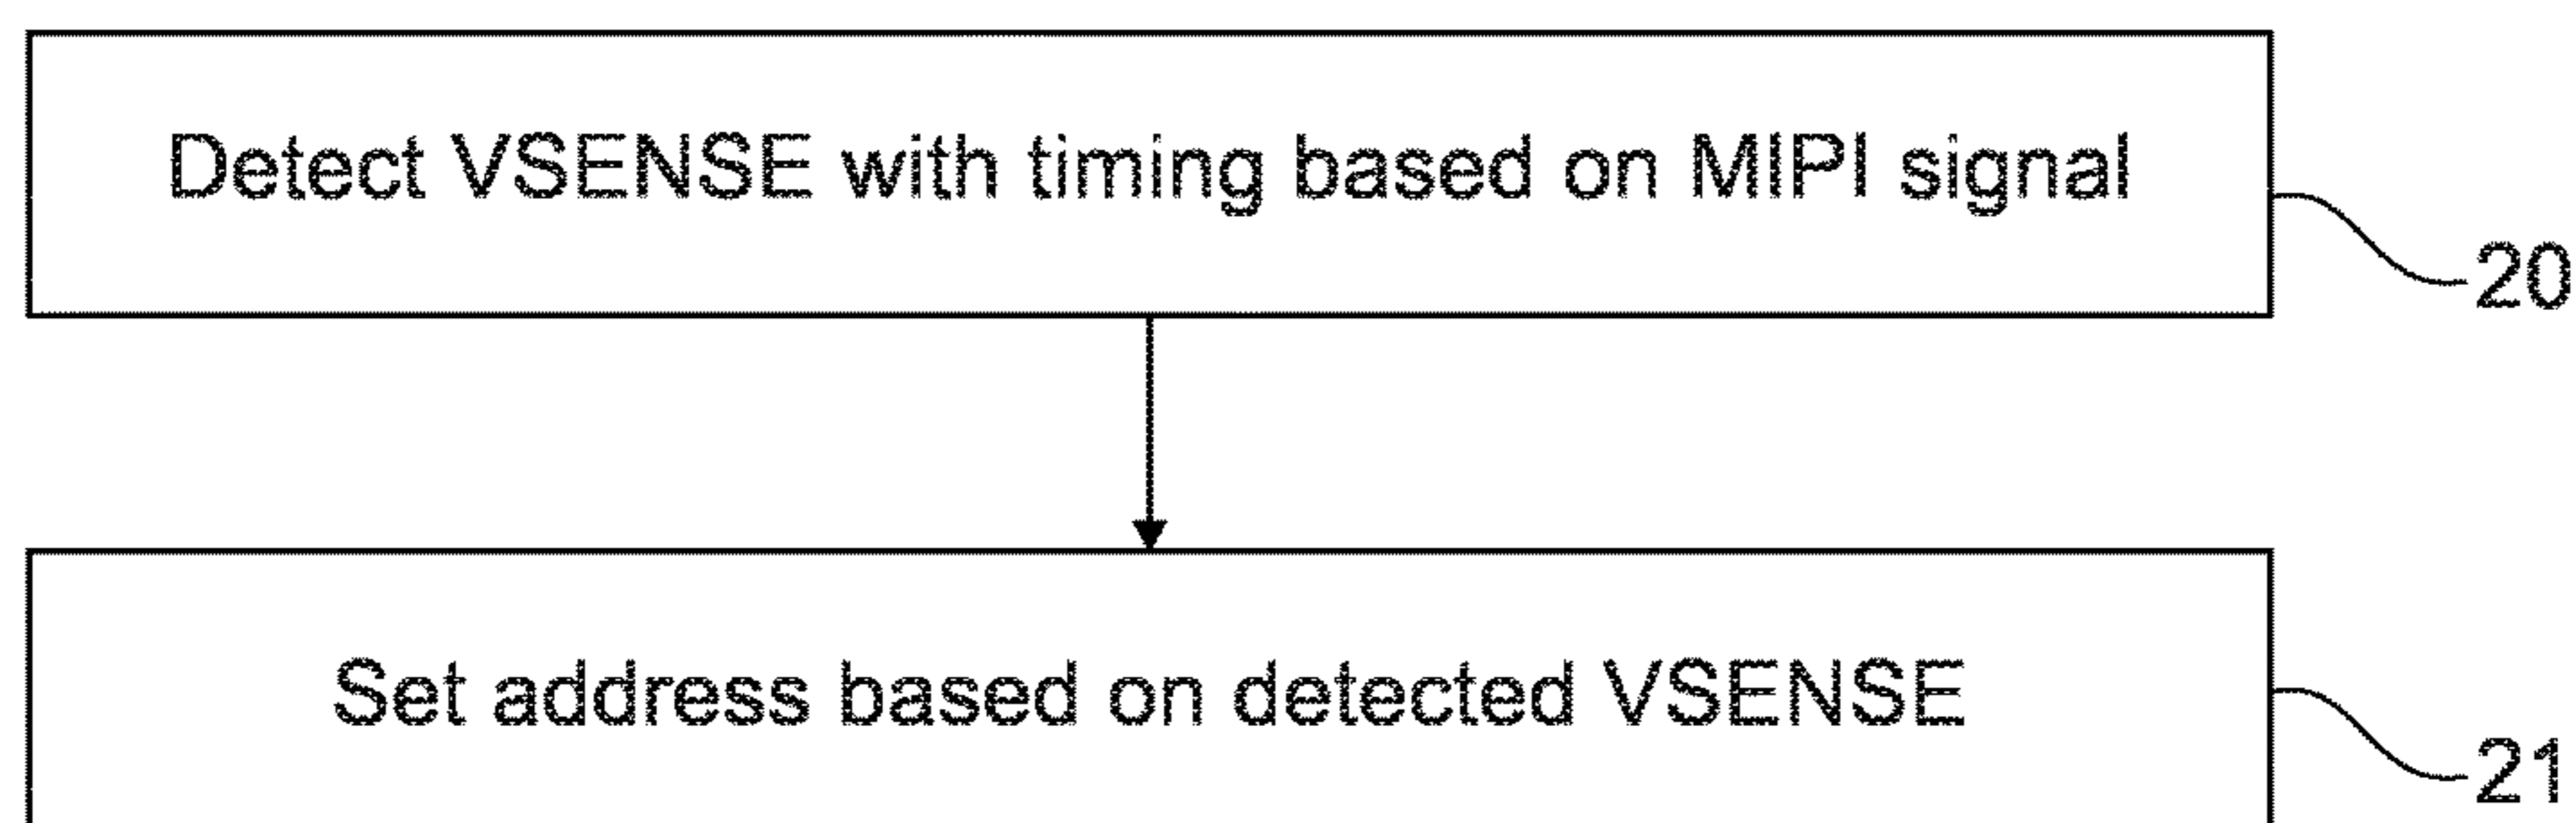 Detect VSENSE with timing based on MIPI signal
20
Set address based on detected VSENSE
21